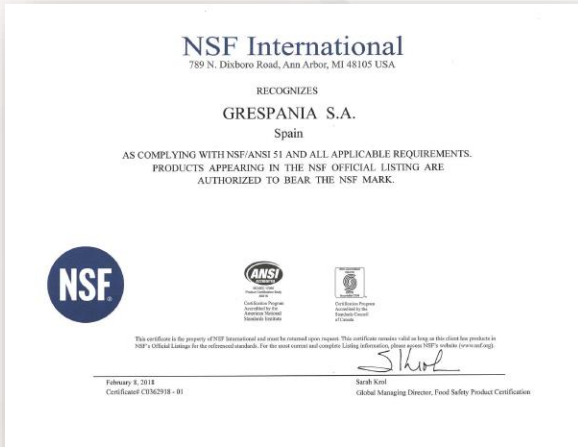 NSF International
789 N. Dixboro Road, Ann Arbor, MI 48105 USA
RECOGNIZES
GRESPANIA S.A.
Spain
AS COMPLYING WITH NSF/ANSI 51 AND ALL APPLICABLE REQUIREMENTS.
PRODUCTS APPEARING IN THE NSF OFFICIAL LISTING ARE
AUTHORIZED TO BEAR THE NSF MARK.
NSF®
ANSI
Certification Program
Accredited by the
American National
Standards Institute
Certification Program
Accredited by the
Standards Council
of Canada
This certificate is the property of NSF International and must be returned upon request. This certificate remains valid as long as this client has products in
NSF's Official Listings for the referenced standards. For the most current and complete Listing information, please access NSF's website (www.nsf.org).
February 8, 2018
Certificate# C0362918 - 01
Sarah Krol
Global Managing Director, Food Safety Product Certification